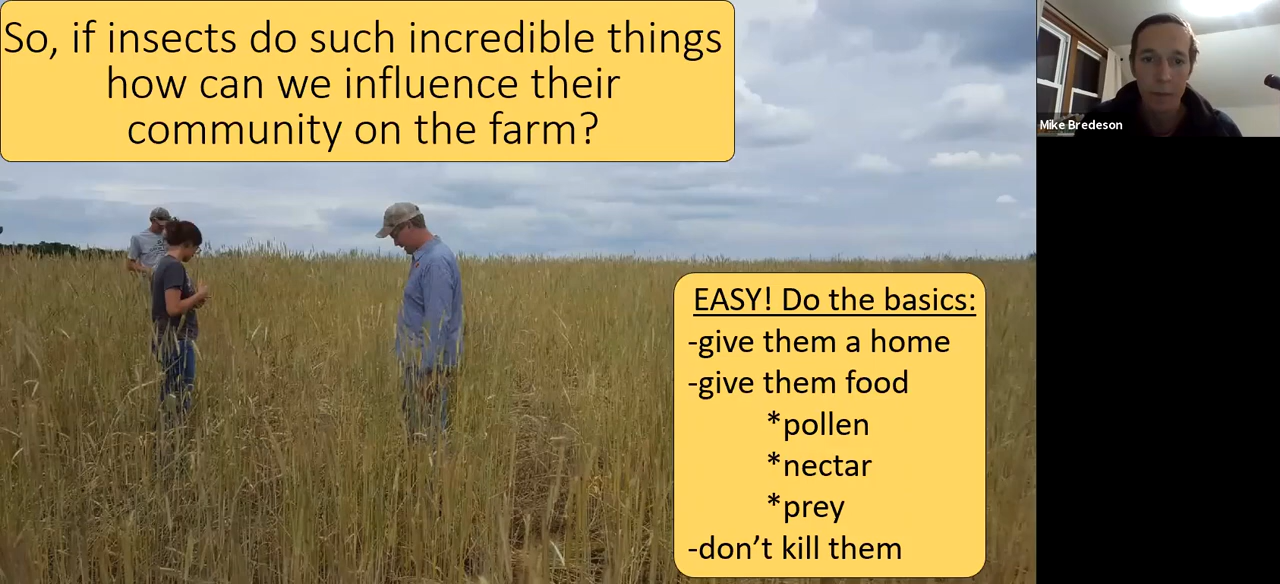 So, if insects do such incredible things
how can we influence their
community on the farm?
Mike Bredeson
EASY! Do the basics:
-give them a home
-give them food
*pollen
*nectar
*prey
-don’t kill them